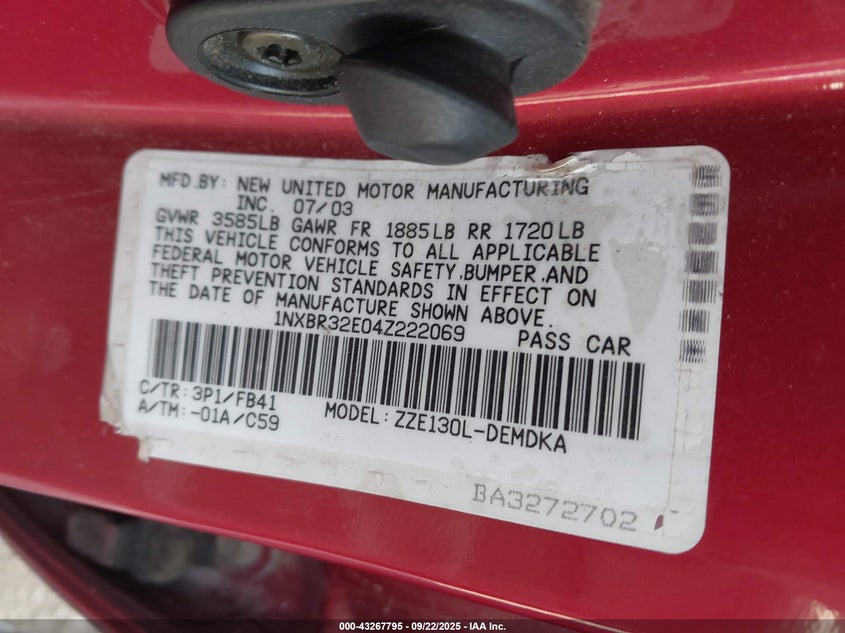 MFD.BY: NEW UNITED MOTOR MANUFACTURING
INC. 07/03
GVWR 3585LB GAWR FR 1885LB RR 1720LB
THIS VEHICLE CONFORMS TO ALL APPLICABLE
FEDERAL MOTOR VEHICLE SAFETY,BUMPER,AND
THEFT PREVENTION STANDARDS IN EFFECT ON
THE DATE OF MANUFACTURE SHOWN ABOVE.
1NXBR32E04Z222069 PASS CAR
C/TR:3P1/FB41
A/TM:-01A/C59 MODEL:ZZE130L-DEMDKA
BA3272702
000-43267795 - 09/22/2025 - IAA Inc.